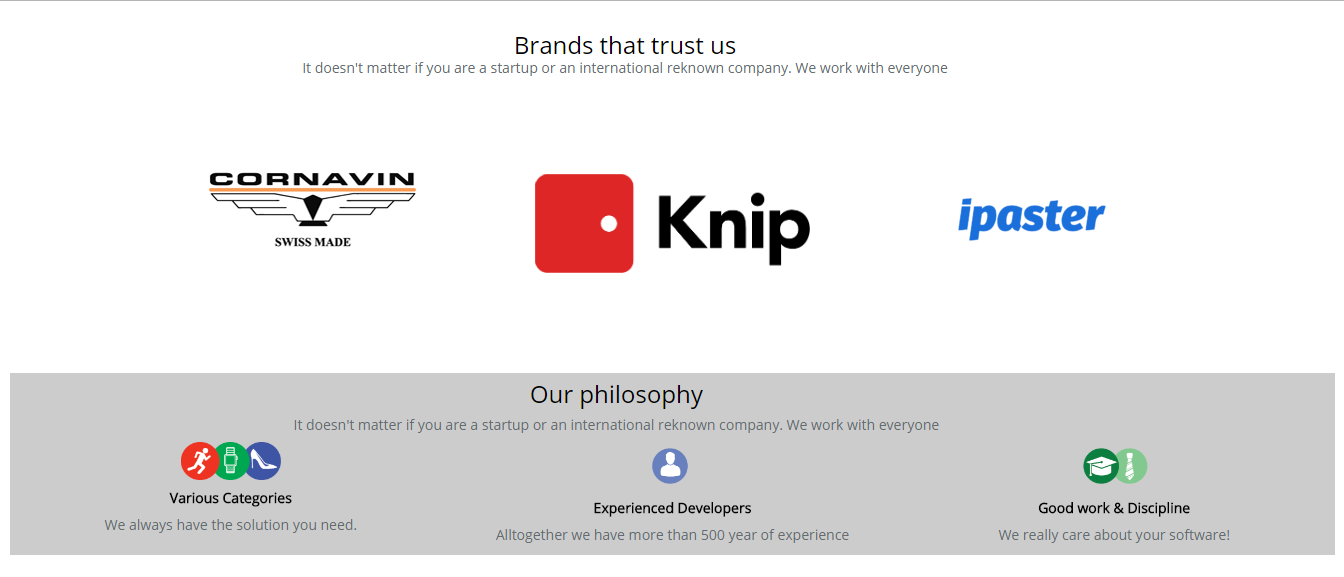 Brands that trust us
It doesn't matter if you are a startup or an international reknown company. We work with everyone
CORNAVIN
SWISS MADE
Knip
ipaster
Our philosophy
It doesn't matter if you are a startup or an international reknown company. We work with everyone
Various Categories
We always have the solution you need.
Experienced Developers
Alltogether we have more than 500 year of experience
Good work & Discipline
We really care about your software!